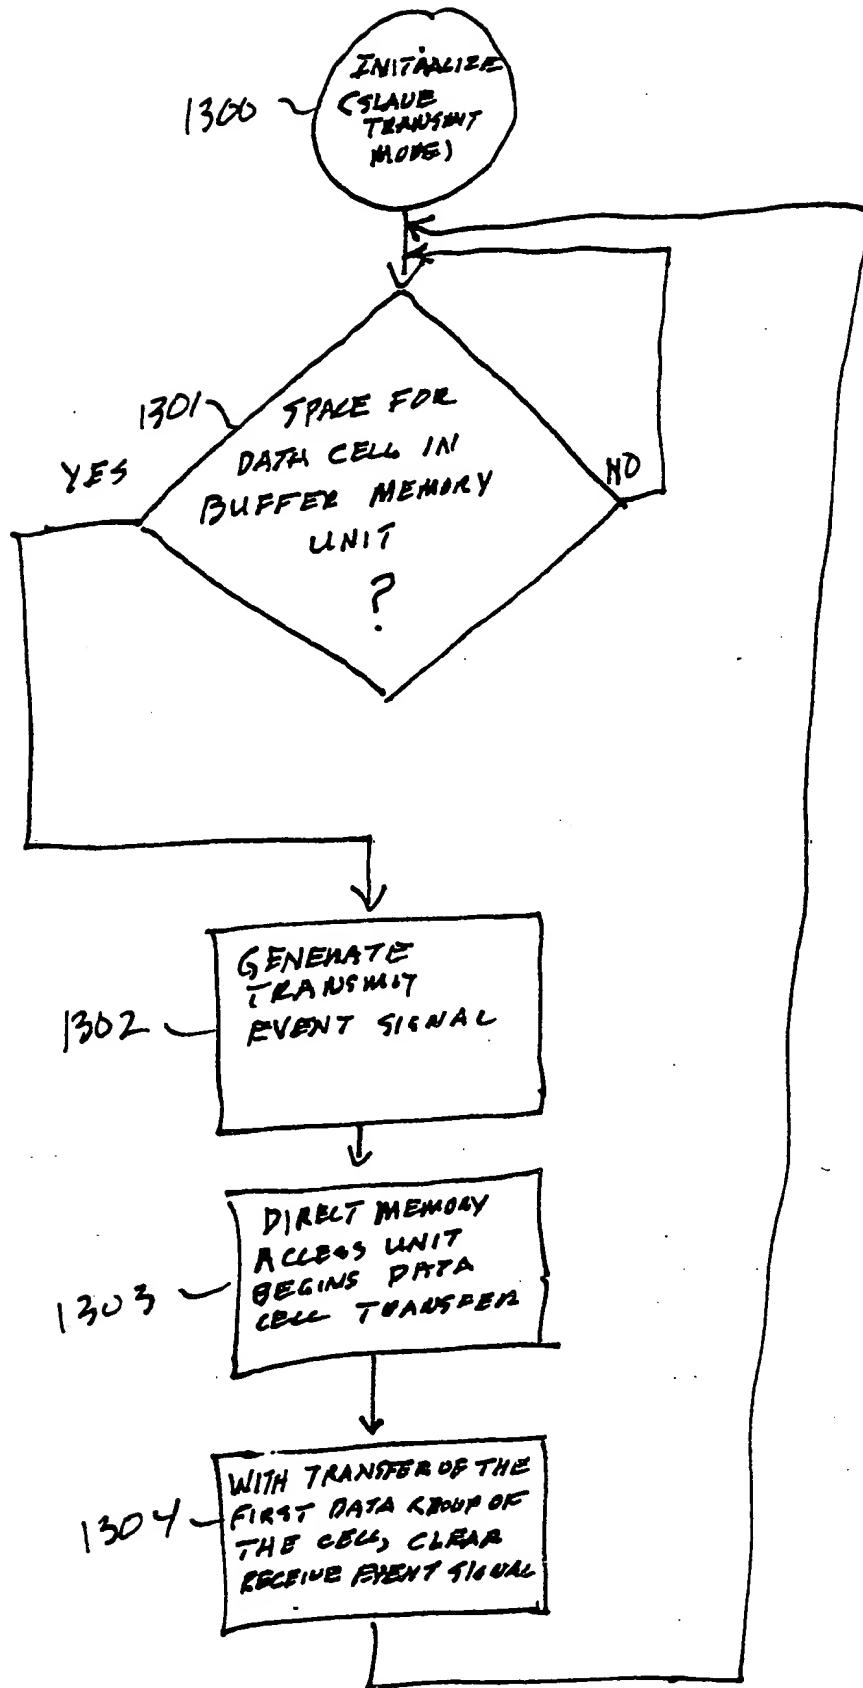 1300
INITIALIZE
(SLAVE
TRANSMIT
MODE)
1301
SPACE FOR
DATA CELL IN
BUFFER MEMORY
UNIT
?
YES
NO
1302
GENERATE
TRANSMIT
EVENT SIGNAL
1303
DIRECT MEMORY
ACCESS UNIT
BEGINS DATA
CELL TRANSFER
1304
WITH TRANSFER OF THE
FIRST DATA GROUP OF
THE CELL, CLEAR
RECEIVE EVENT SIGNAL